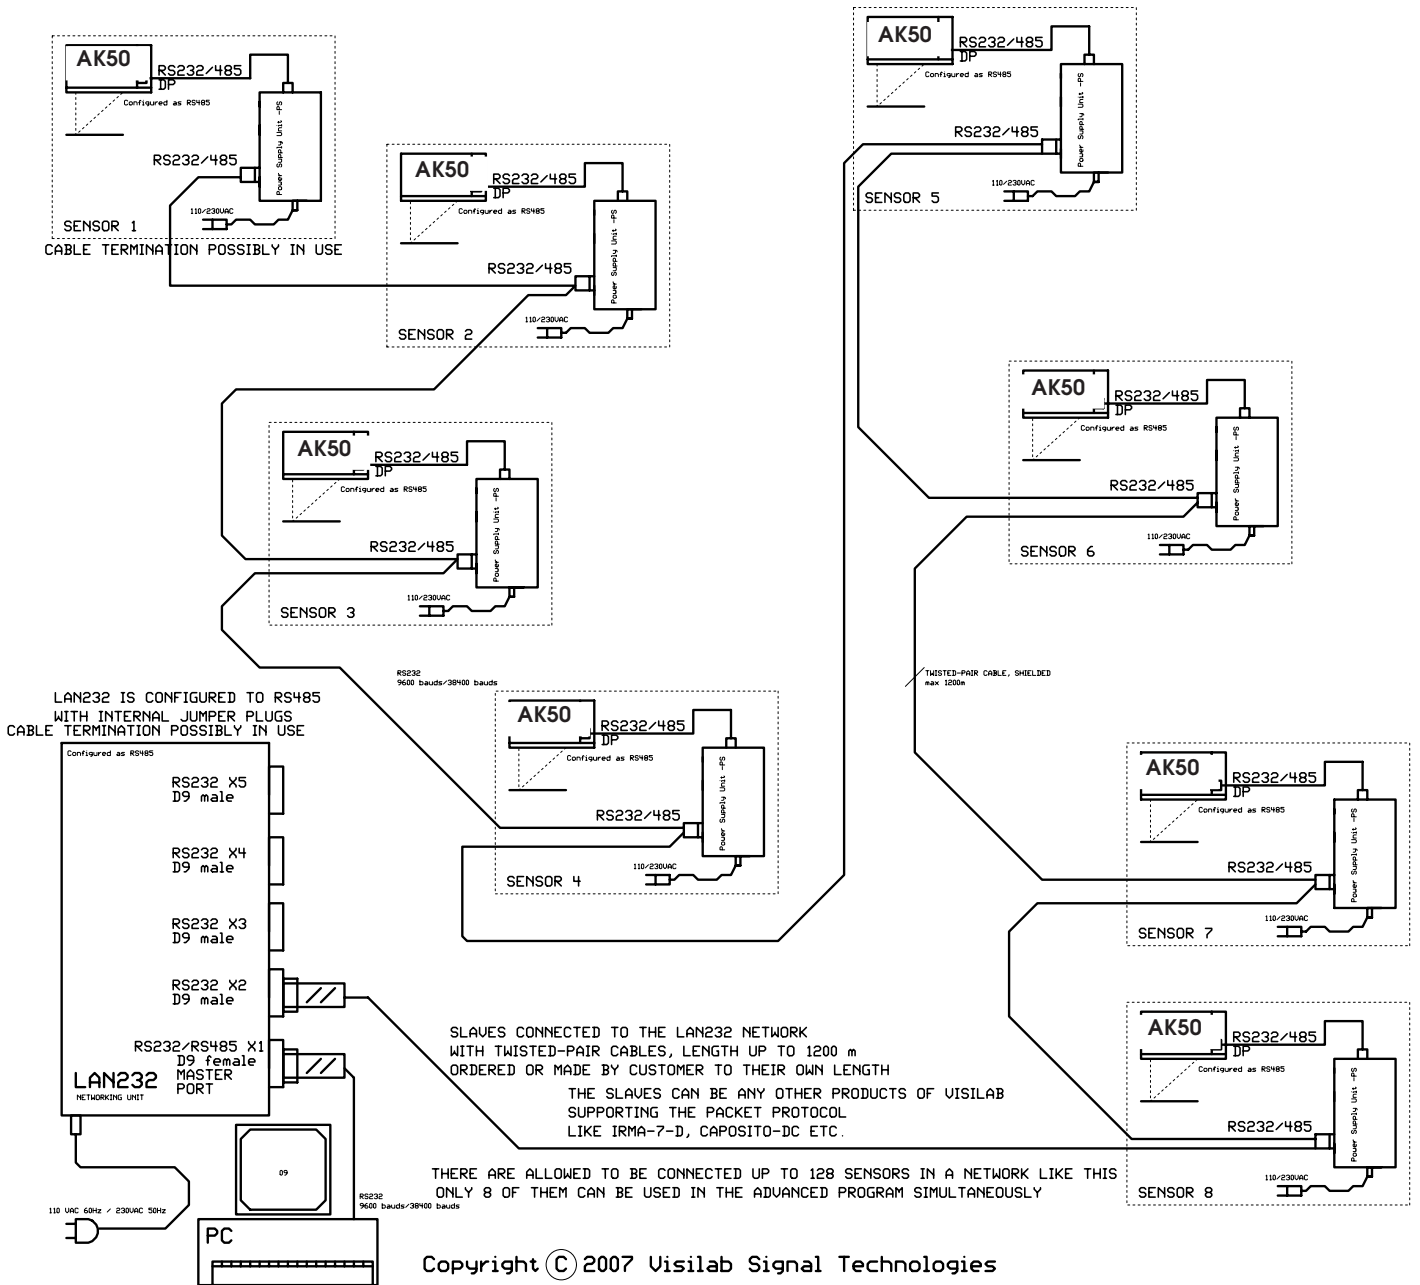 AK50
RS232/485
DP
Configured as RS485
Power Supply Unit -PS
RS232/485
110/230VAC
SENSOR 1
CABLE TERMINATION POSSIBLY IN USE
AK50
RS232/485
DP
Configured as RS485
Power Supply Unit -PS
RS232/485
110/230VAC
SENSOR 2
AK50
RS232/485
DP
Configured as RS485
Power Supply Unit -PS
RS232/485
110/230VAC
SENSOR 3
RS232
9600 bauds/38400 bauds
AK50
RS232/485
DP
Configured as RS485
Power Supply Unit -PS
RS232/485
110/230VAC
SENSOR 4
AK50
RS232/485
DP
Configured as RS485
Power Supply Unit -PS
RS232/485
110/230VAC
SENSOR 5
AK50
RS232/485
DP
Configured as RS485
Power Supply Unit -PS
RS232/485
110/230VAC
SENSOR 6
TWISTED-PAIR CABLE, SHIELDED
max 1200m
AK50
RS232/485
DP
Configured as RS485
Power Supply Unit -PS
RS232/485
110/230VAC
SENSOR 7
AK50
RS232/485
DP
Configured as RS485
Power Supply Unit -PS
RS232/485
110/230VAC
SENSOR 8
LAN232 IS CONFIGURED TO RS485
WITH INTERNAL JUMPER PLUGS
CABLE TERMINATION POSSIBLY IN USE
Configured as RS485
RS232 X5
D9 male
RS232 X4
D9 male
RS232 X3
D9 male
RS232 X2
D9 male
RS232/RS485 X1
D9 female
MASTER
PORT
LAN232
NETWORKING UNIT
110 VAC 60Hz / 230VAC 50Hz
D9
RS232
9600 bauds/38400 bauds
PC
SLAVES CONNECTED TO THE LAN232 NETWORK
WITH TWISTED-PAIR CABLES, LENGTH UP TO 1200 m
ORDERED OR MADE BY CUSTOMER TO THEIR OWN LENGTH
THE SLAVES CAN BE ANY OTHER PRODUCTS OF VISILAB
SUPPORTING THE PACKET PROTOCOL
LIKE IRMA-7-D, CAPOSITO-DC ETC.
THERE ARE ALLOWED TO BE CONNECTED UP TO 128 SENSORS IN A NETWORK LIKE THIS
ONLY 8 OF THEM CAN BE USED IN THE ADVANCED PROGRAM SIMULTANEOUSLY
Copyright © 2007 Visilab Signal Technologies